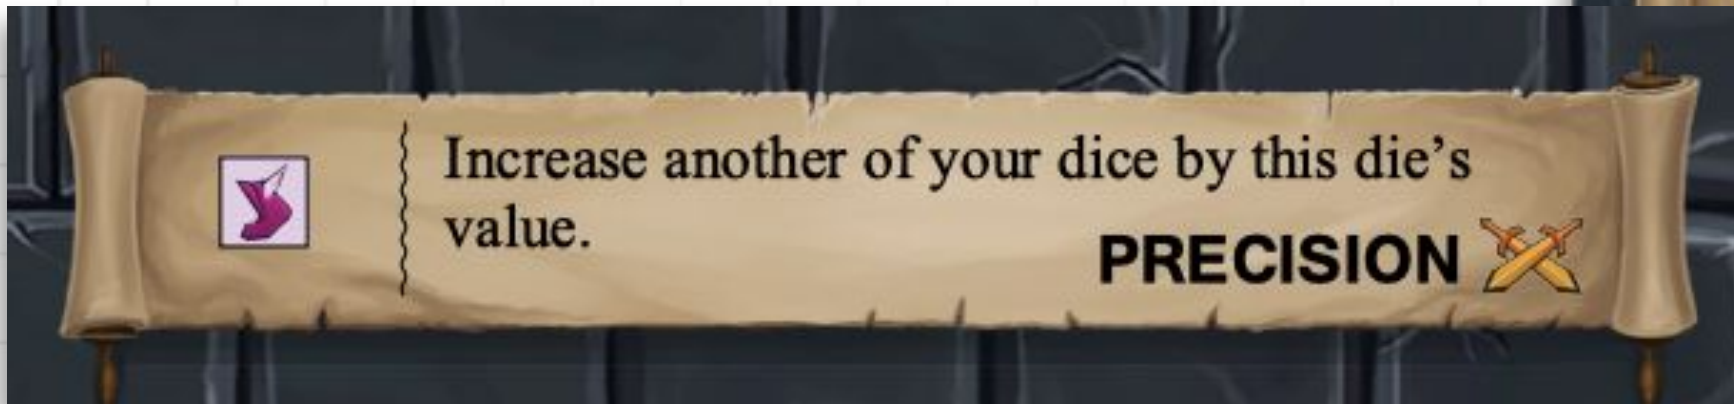 Increase another of your dice by this die’s
value.
PRECISION